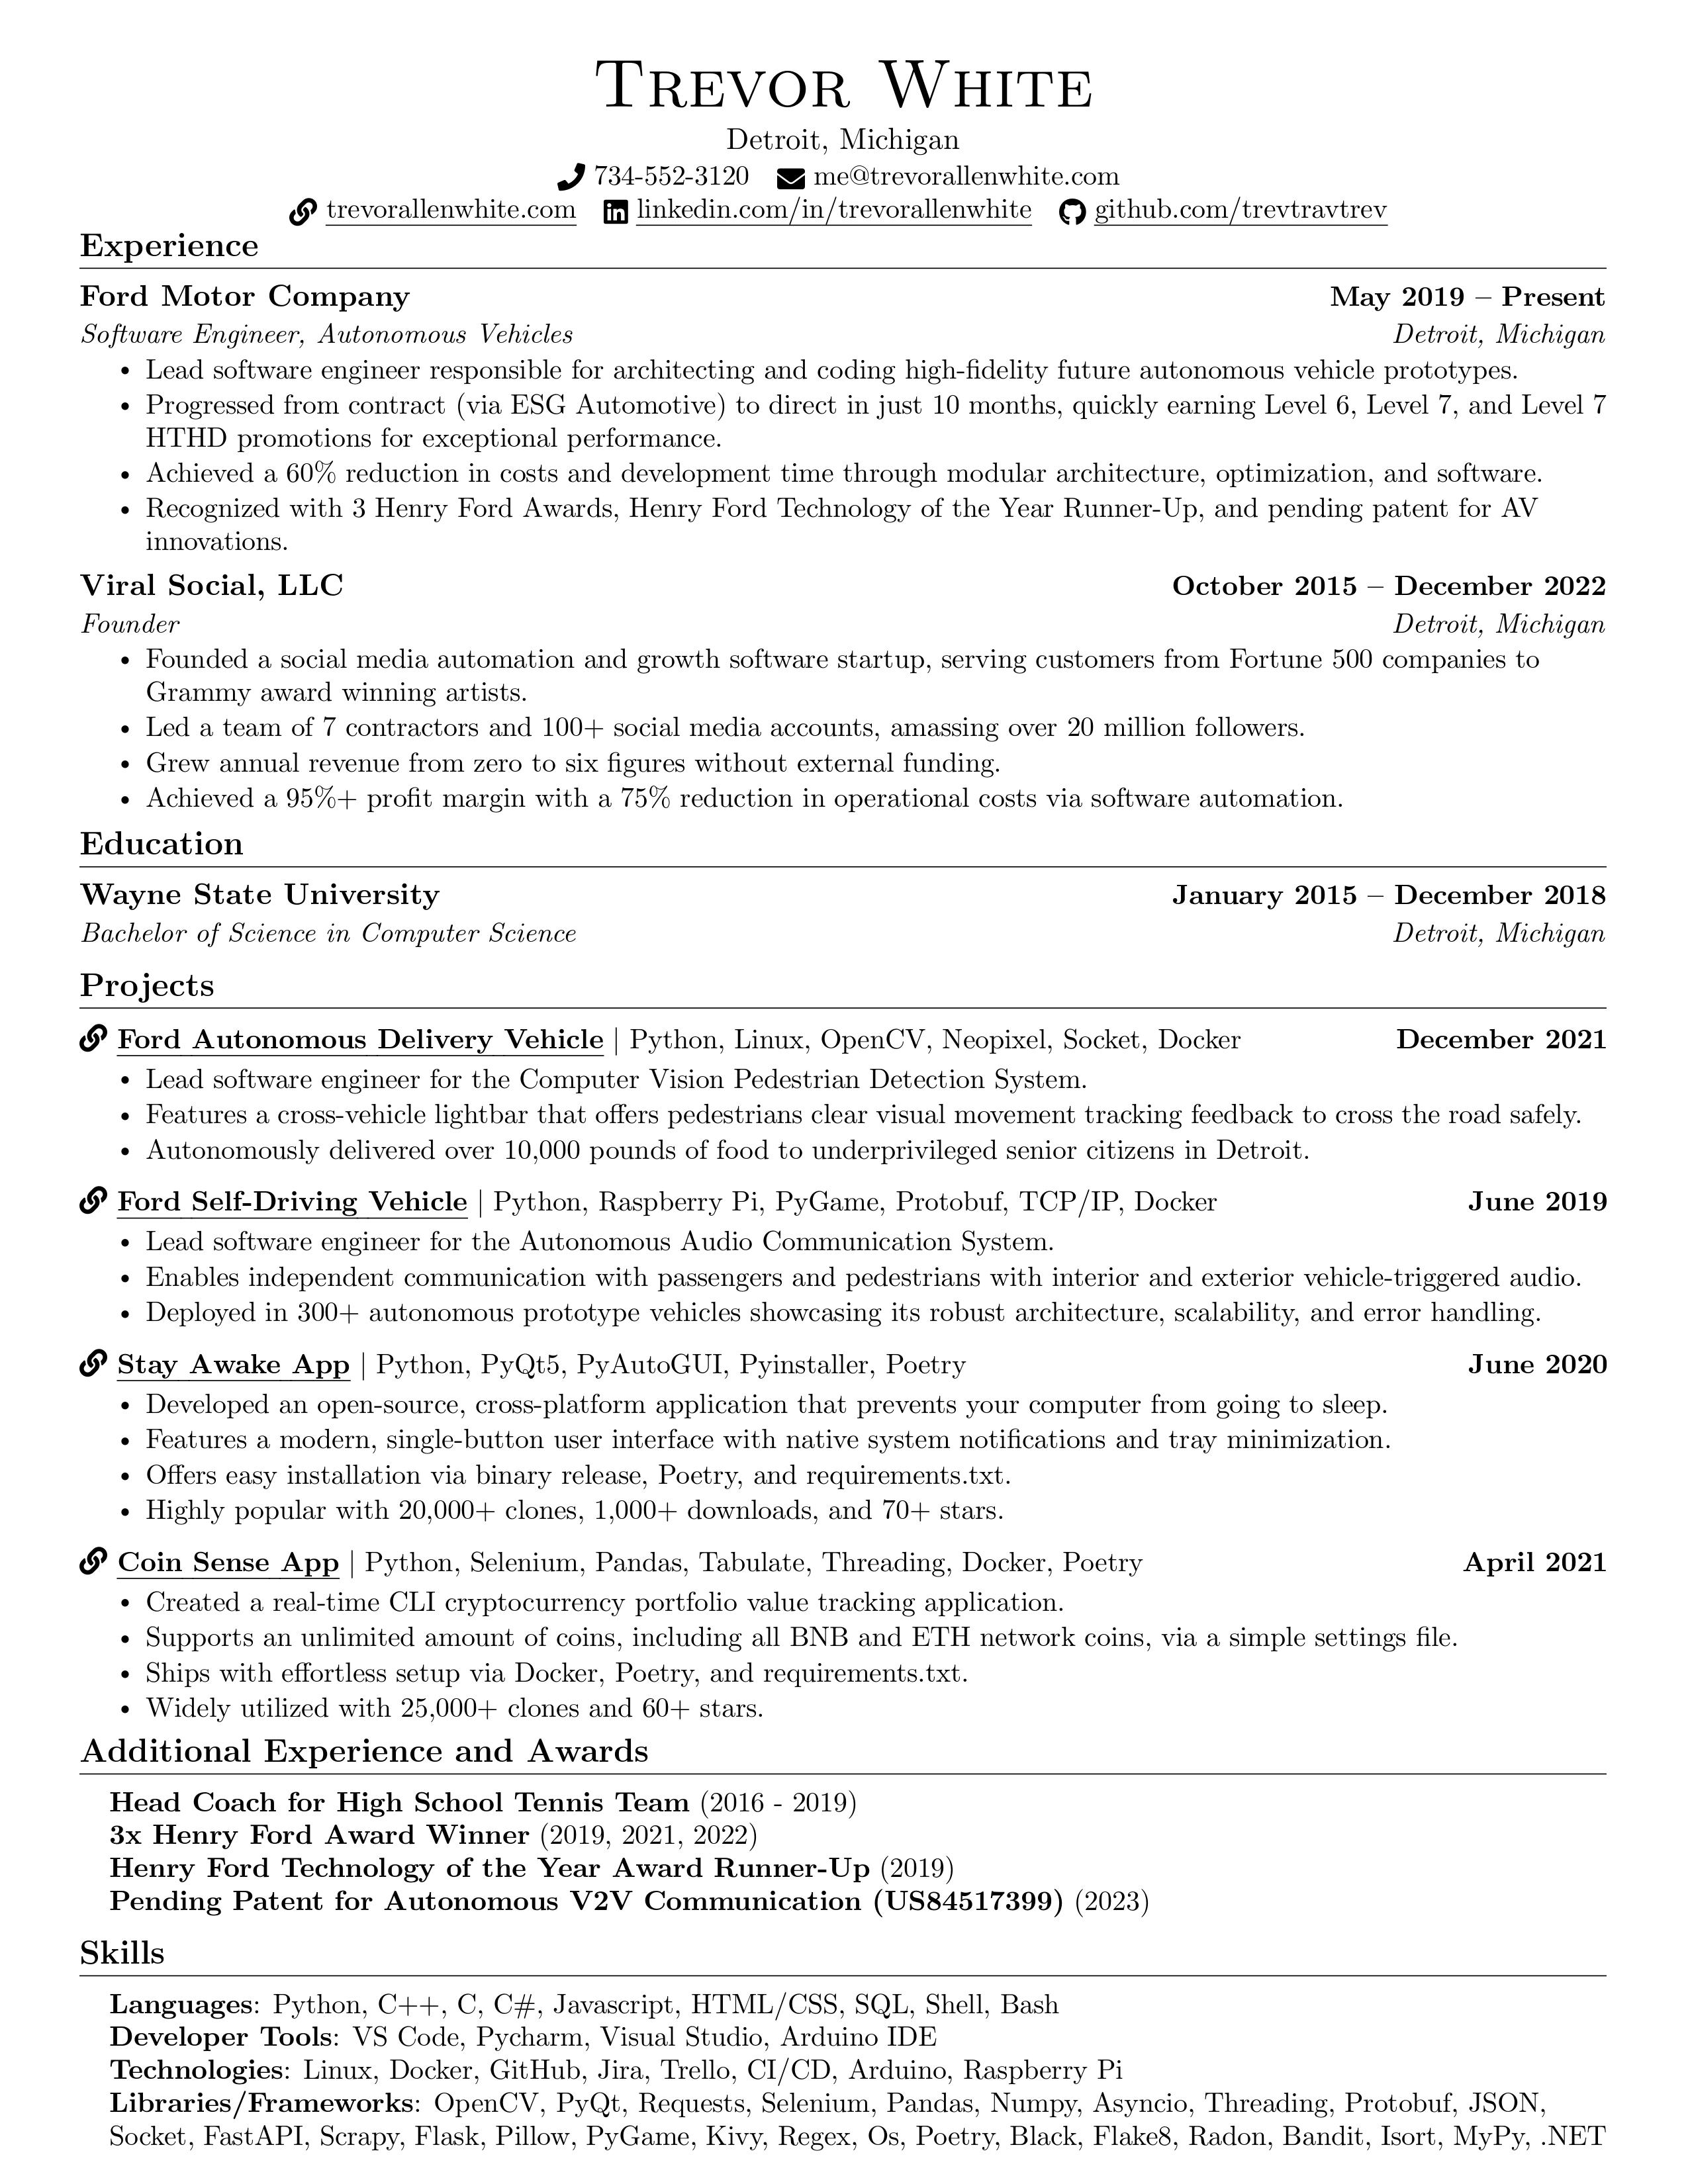 Trevor White
Detroit, Michigan
734-552-3120 me@trevorallenwhite.com
trevorallenwhite.com linkedin.com/in/trevorallenwhite github.com/trevtravtrev
Experience
Ford Motor Company May 2019 – Present
Software Engineer, Autonomous Vehicles Detroit, Michigan
• Lead software engineer responsible for architecting and coding high-fidelity future autonomous vehicle prototypes.
• Progressed from contract (via ESG Automotive) to direct in just 10 months, quickly earning Level 6, Level 7, and Level 7
HTHD promotions for exceptional performance.
• Achieved a 60% reduction in costs and development time through modular architecture, optimization, and software.
• Recognized with 3 Henry Ford Awards, Henry Ford Technology of the Year Runner-Up, and pending patent for AV
innovations.
Viral Social, LLC October 2015 – December 2022
Founder Detroit, Michigan
• Founded a social media automation and growth software startup, serving customers from Fortune 500 companies to
Grammy award winning artists.
• Led a team of 7 contractors and 100+ social media accounts, amassing over 20 million followers.
• Grew annual revenue from zero to six figures without external funding.
• Achieved a 95%+ profit margin with a 75% reduction in operational costs via software automation.
Education
Wayne State University January 2015 – December 2018
Bachelor of Science in Computer Science Detroit, Michigan
Projects
Ford Autonomous Delivery Vehicle | Python, Linux, OpenCV, Neopixel, Socket, Docker December 2021
• Lead software engineer for the Computer Vision Pedestrian Detection System.
• Features a cross-vehicle lightbar that offers pedestrians clear visual movement tracking feedback to cross the road safely.
• Autonomously delivered over 10,000 pounds of food to underprivileged senior citizens in Detroit.
Ford Self-Driving Vehicle | Python, Raspberry Pi, PyGame, Protobuf, TCP/IP, Docker June 2019
• Lead software engineer for the Autonomous Audio Communication System.
• Enables independent communication with passengers and pedestrians with interior and exterior vehicle-triggered audio.
• Deployed in 300+ autonomous prototype vehicles showcasing its robust architecture, scalability, and error handling.
Stay Awake App | Python, PyQt5, PyAutoGUI, Pyinstaller, Poetry June 2020
• Developed an open-source, cross-platform application that prevents your computer from going to sleep.
• Features a modern, single-button user interface with native system notifications and tray minimization.
• Offers easy installation via binary release, Poetry, and requirements.txt.
• Highly popular with 20,000+ clones, 1,000+ downloads, and 70+ stars.
Coin Sense App | Python, Selenium, Pandas, Tabulate, Threading, Docker, Poetry April 2021
• Created a real-time CLI cryptocurrency portfolio value tracking application.
• Supports an unlimited amount of coins, including all BNB and ETH network coins, via a simple settings file.
• Ships with effortless setup via Docker, Poetry, and requirements.txt.
• Widely utilized with 25,000+ clones and 60+ stars.
Additional Experience and Awards
Head Coach for High School Tennis Team (2016 - 2019)
3x Henry Ford Award Winner (2019, 2021, 2022)
Henry Ford Technology of the Year Award Runner-Up (2019)
Pending Patent for Autonomous V2V Communication (US84517399) (2023)
Skills
Languages: Python, C++, C, C#, Javascript, HTML/CSS, SQL, Shell, Bash
Developer Tools: VS Code, Pycharm, Visual Studio, Arduino IDE
Technologies: Linux, Docker, GitHub, Jira, Trello, CI/CD, Arduino, Raspberry Pi
Libraries/Frameworks: OpenCV, PyQt, Requests, Selenium, Pandas, Numpy, Asyncio, Threading, Protobuf, JSON,
Socket, FastAPI, Scrapy, Flask, Pillow, PyGame, Kivy, Regex, Os, Poetry, Black, Flake8, Radon, Bandit, Isort, MyPy, .NET